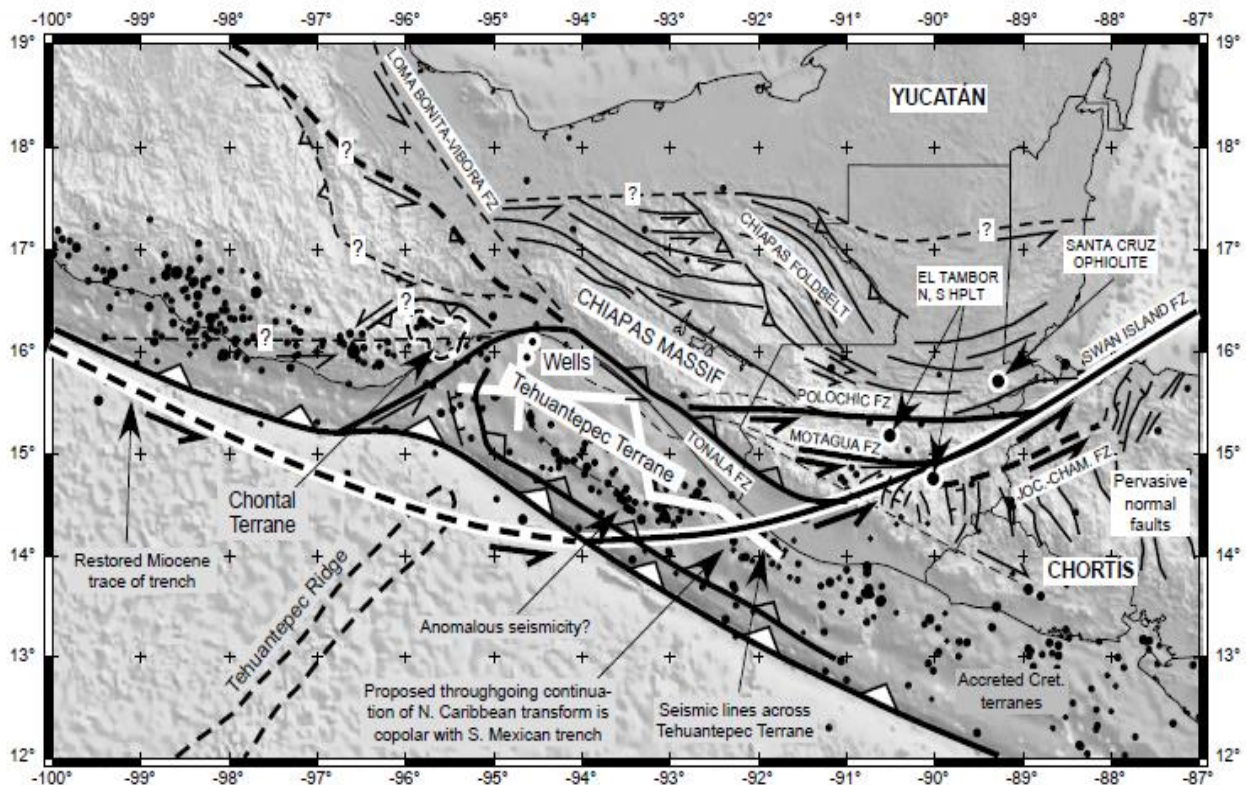 -100° -99° -98° -97° -96° -95° -94° -93° -92° -91° -90° -89° -88° -87°
19° 19°
LOMA BONITA-VIBORA FZ
YUCATÁN
18° 18°
?
?
?
17° 17°
?
CHIAPAS FOLDBELT
SANTA CRUZ
OPHIOLITE
EL TAMBOR
N, S HPLT
?
CHIAPAS MASSIF
SWAN ISLAND FZ.
16° 16°
?
Wells
Tehuantepec Terrane
POLOCHIC FZ
MOTAGUA FZ
TONALA FZ
JOC.-CHAM. FZ.
15° 15°
Chontal
Terrane
Pervasive
normal
faults
14° 14°
Restored Miocene
trace of trench
CHORTÍS
Tehuantepec Ridge
Anomalous seismicity?
13° 13°
Proposed throughgoing continua-
tion of N. Caribbean transform is
copolar with S. Mexican trench
Seismic lines across
Tehuantepec Terrane
Accreted Cret.
terranes
12° 12°
-100° -99° -98° -97° -96° -95° -94° -93° -92° -91° -90° -89° -88° -87°